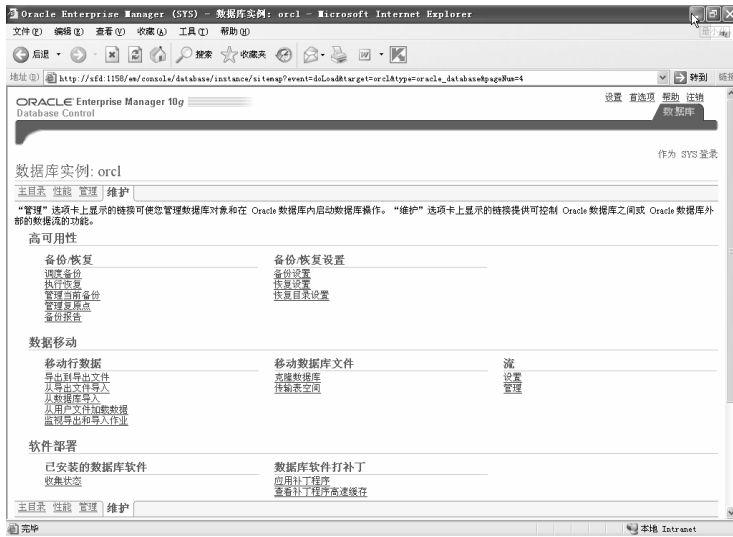 Oracle Enterprise Manager (SYS) - 数据库实例: orcl - Microsoft Internet Explorer
文件(F) 编辑(E) 查看(V) 收藏(A) 工具(T) 帮助(H)
后退 搜索 收藏夹
地址(D) http://sfd:1158/em/console/database/instance/sitemap?event=doLoad&target=orcl&type=oracle_database&pageNum=4 转到 链接
ORACLE Enterprise Manager 10g
Database Control
设置 首选项 帮助 注销
数据库
作为 SYS 登录
数据库实例: orcl
主目录 性能 管理 维护
“管理”选项卡上显示的链接可使您管理数据库对象和在 Oracle 数据库内启动数据库操作。“维护”选项卡上显示的链接提供可控制 Oracle 数据库之间或 Oracle 数据库外
部的数据流的功能。
高可用性
备份/恢复 备份/恢复设置
调度备份 备份设置
执行恢复 恢复设置
管理当前备份 恢复目录设置
管理复原点
备份报告
数据移动
移动行数据 移动数据库文件 流
导出到导出文件 克隆数据库 设置
从导出文件导入 传输表空间 管理
从数据库导入
从用户文件加载数据
监视导出和导入作业
软件部署
已安装的数据库软件 数据库软件打补丁
收集状态 应用补丁程序
查看补丁程序高速缓存
主目录 性能 管理 维护
完毕 本地 Intranet